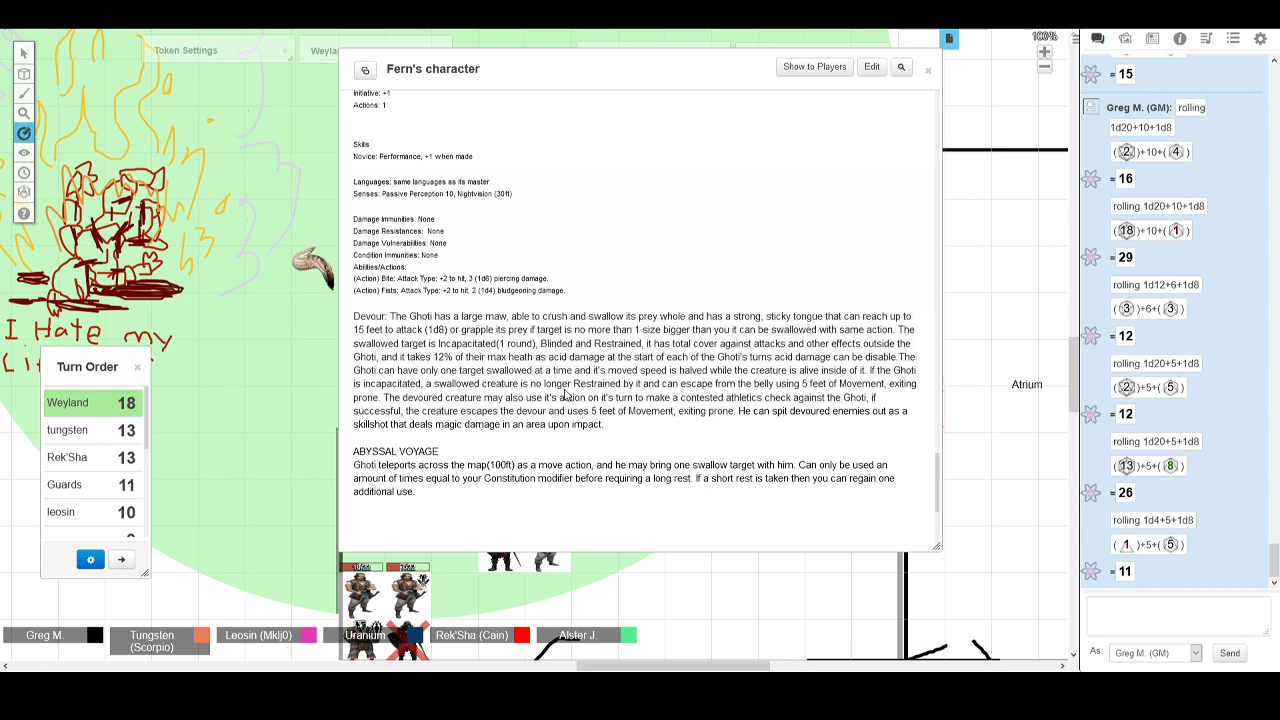 100%
Token Settings
Weyla
Fern's character
Show to Players
Edit
Initiative: +1
Actions: 1
Skills
Novice: Performance, +1 when made
Languages: same languages as its master
Senses: Passive Perception 10, Nightvision (30ft)
Damage Immunities: None
Damage Resistances: None
Damage Vulnerabilities: None
Condition Immunities: None
Abilities/Actions:
(Action) Bite: Attack Type: +2 to hit, 3 (1d6) piercing damage.
(Action) Fists: Attack Type: +2 to hit, 2 (1d4) bludgeoning damage.
Devour: The Ghoti has a large maw, able to crush and swallow its prey whole and has a strong, sticky tongue that can reach up to
15 feet to attack (1d8) or grapple its prey if target is no more than 1 size bigger than you it can be swallowed with same action. The
swallowed target is Incapacitated(1 round), Blinded and Restrained, it has total cover against attacks and other effects outside the
Ghoti, and it takes 12% of their max heath as acid damage at the start of each of the Ghoti's turns acid damage can be disable.The
Ghoti can have only one target swallowed at a time and it's moved speed is halved while the creature is alive inside of it. If the Ghoti
is incapacitated, a swallowed creature is no longer Restrained by it and can escape from the belly using 5 feet of Movement, exiting
prone. The devoured creature may also use it's action on it's turn to make a contested athletics check against the Ghoti, if
successful, the creature escapes the devour and uses 5 feet of Movement, exiting prone. He can spit devoured enemies out as a
skillshot that deals magic damage in an area upon impact.
ABYSSAL VOYAGE
Ghoti teleports across the map(100ft) as a move action, and he may bring one swallow target with him. Can only be used an
amount of times equal to your Constitution modifier before requiring a long rest. If a short rest is taken then you can regain one
additional use.
I Hate my
Turn Order
Weyland 18
tungsten 13
Rek'Sha 13
Guards 11
leosin 10
Atrium
Greg M.
Tungsten
(Scorpio)
Leosin (Mklj0)
Uranium
Rek'Sha (Cain)
Alster J.
= 15
Greg M. (GM): rolling
1d20+10+1d8
(2)+10+(4)
= 16
rolling 1d20+10+1d8
(18)+10+(1)
= 29
rolling 1d12+6+1d8
(3)+6+(3)
= 12
rolling 1d20+5+1d8
(2)+5+(5)
= 12
rolling 1d20+5+1d8
(13)+5+(8)
= 26
rolling 1d4+5+1d8
(1)+5+(5)
= 11
As:
Greg M. (GM)
Send